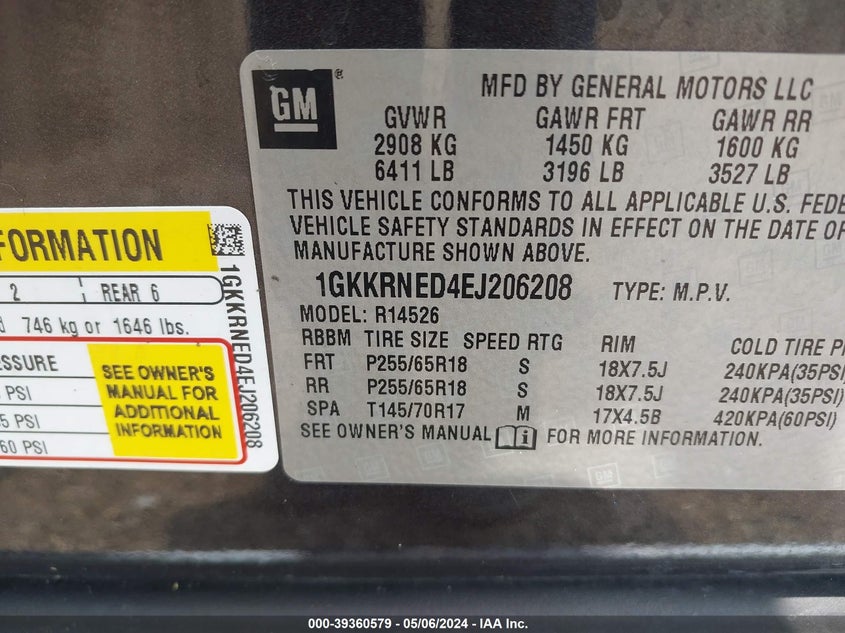 GM ®
MFD BY GENERAL MOTORS LLC
GVWR GAWR FRT GAWR RR
2908 KG 1450 KG 1600 KG
6411 LB 3196 LB 3527 LB
THIS VEHICLE CONFORMS TO ALL APPLICABLE U.S.
VEHICLE SAFETY STANDARDS IN EFFECT ON THE DATE OF
MANUFACTURE SHOWN ABOVE.
1GKKRNED4EJ206208 TYPE: M.P.V.
MODEL: R14526
RBBM TIRE SIZE SPEED RTG RIM COLD TIRE
FRT P255/65R18 S 18X7.5J 240KPA(35PSI)
RR P255/65R18 S 18X7.5J 240KPA(35PSI)
SPA T145/70R17 M 17X4.5B 420KPA(60PSI)
SEE OWNER'S MANUAL i FOR MORE INFORMATION.
2 REAR 6
746 kg or 1646 lbs.
PSI
PSI
60 PSI
SEE OWNER'S
MANUAL FOR
ADDITIONAL
INFORMATION
1GKKRNED4EJ206208
000-39360579 - 05/06/2024 - IAA Inc.